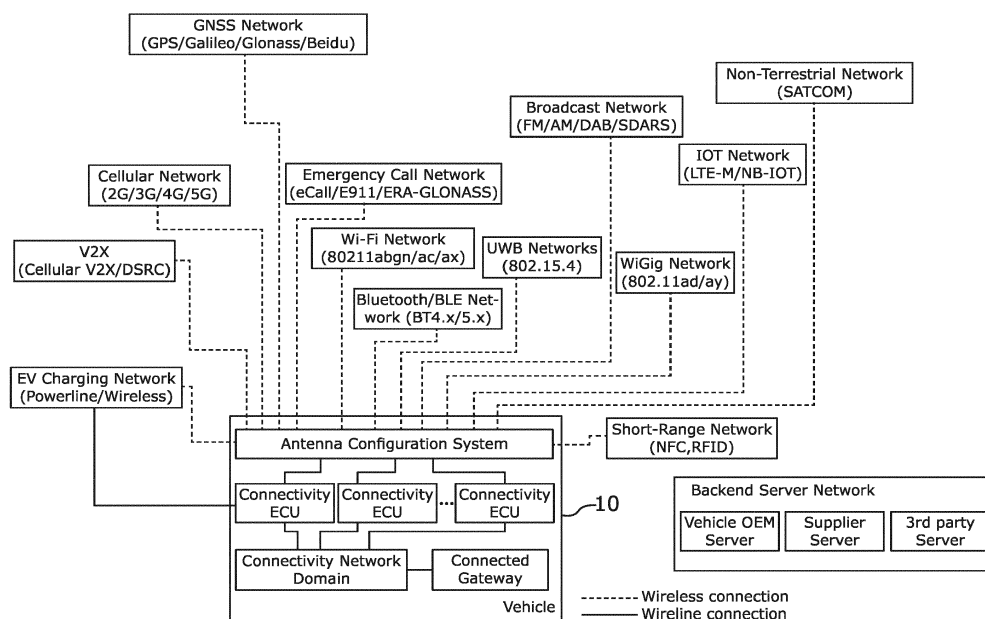 GNSS Network
(GPS/Galileo/Glonass/Beidu)
Non-Terrestrial Network
(SATCOM)
Broadcast Network
(FM/AM/DAB/SDARS)
IOT Network
(LTE-M/NB-IOT)
Cellular Network
(2G/3G/4G/5G)
Emergency Call Network
(eCall/E911/ERA-GLONASS)
V2X
(Cellular V2X/DSRC)
Wi-Fi Network
(80211abgn/ac/ax)
UWB Networks
(802.15.4)
WiGig Network
(802.11ad/ay)
Bluetooth/BLE Net-
work (BT4.x/5.x)
EV Charging Network
(Powerline/Wireless)
Antenna Configuration System
Short-Range Network
(NFC,RFID)
Connectivity
ECU
Connectivity
ECU
...
Connectivity
ECU
10
Connectivity Network
Domain
Connected
Gateway
Vehicle
Backend Server Network
Vehicle OEM
Server
Supplier
Server
3rd party
Server
Wireless connection
Wireline connection